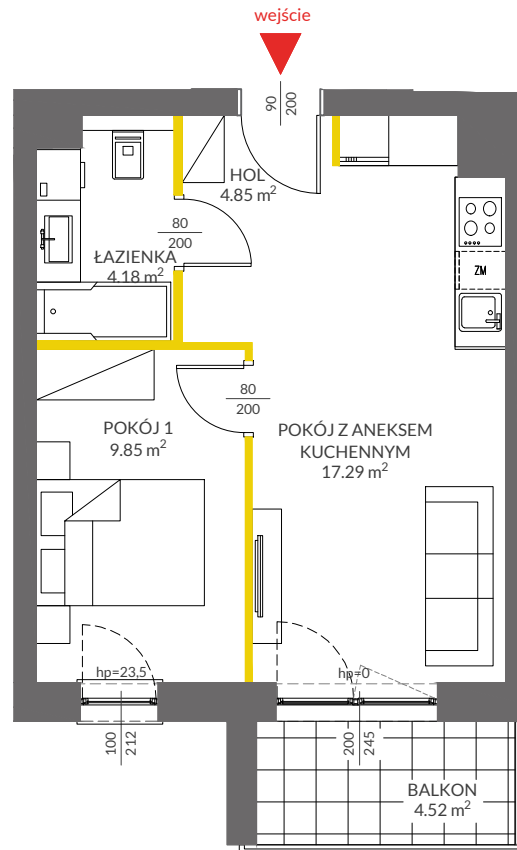 wejście
90
200
HOL
4.85 m²
80
200
ŁAZIENKA
4.18 m²
ZM
80
200
POKÓJ 1
9.85 m²
POKÓJ Z ANEKSEM
KUCHENNYM
17.29 m²
hp=23,5
hp=0
100
212
200
245
BALKON
4.52 m²